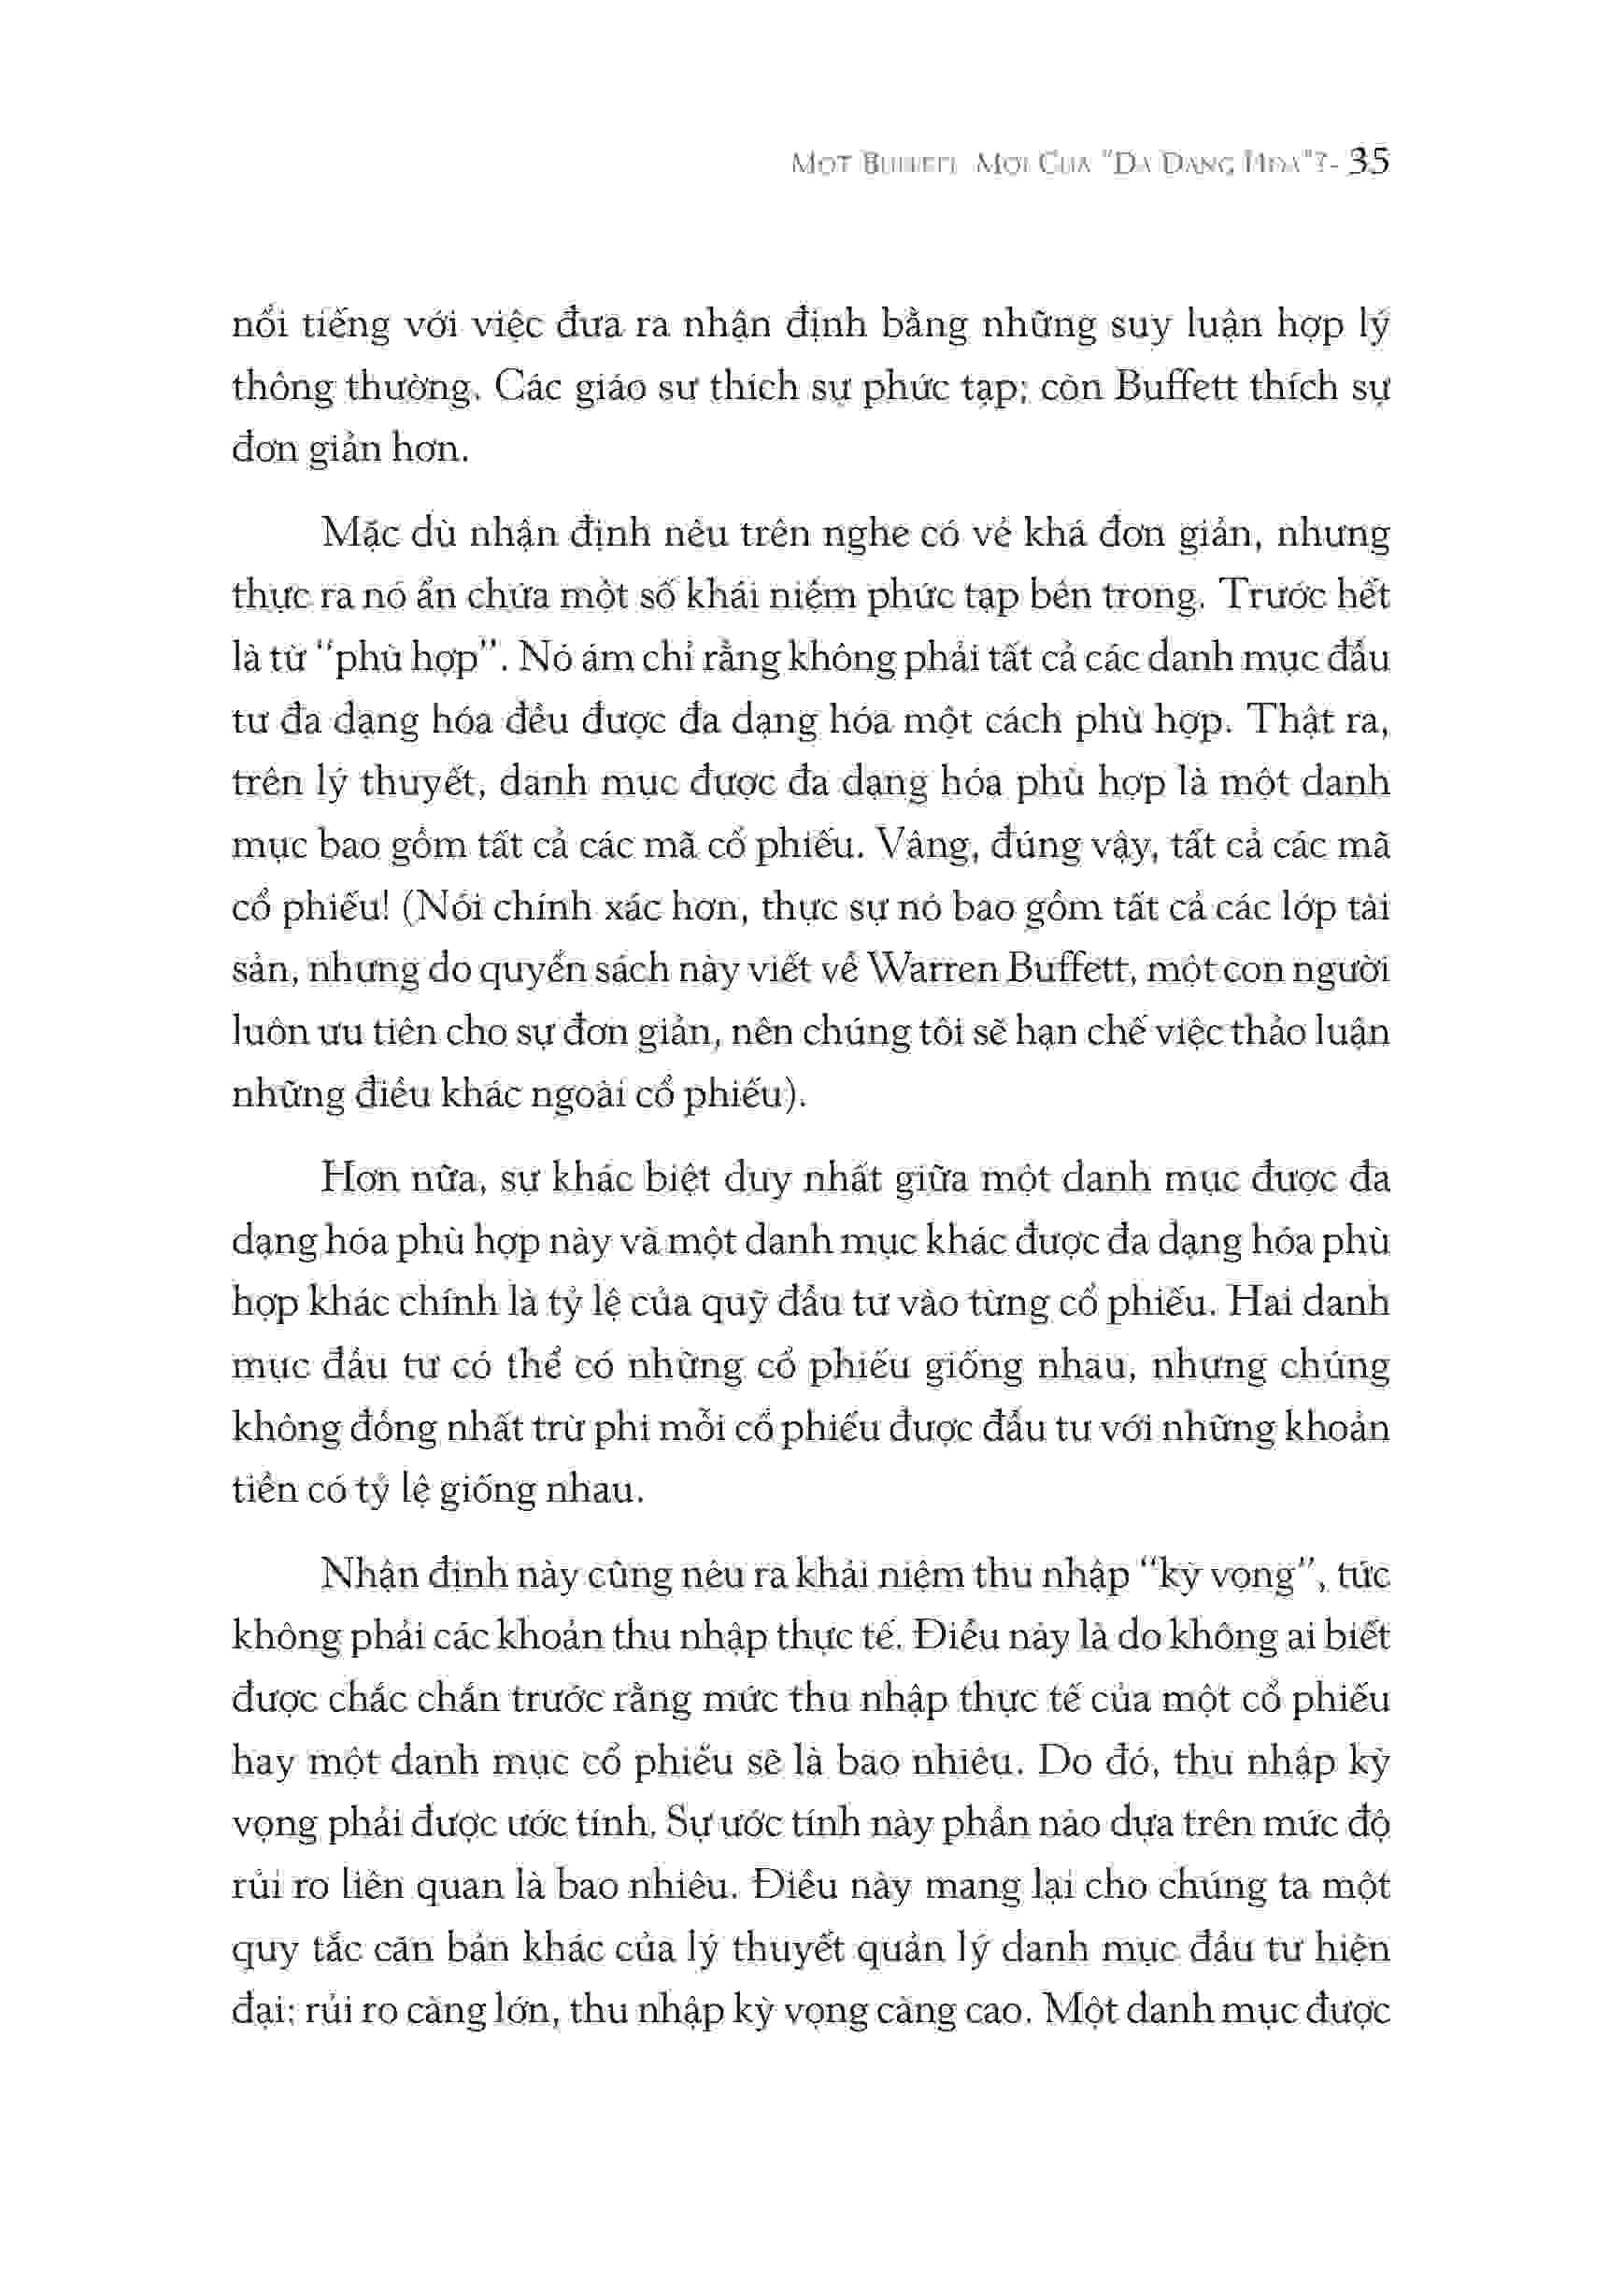 "Đa Dạng Hóa"?- 35
nổi tiếng với việc đưa ra nhận định bằng những suy luận hợp lý
thông thường. Các giáo sư thích sự phức tạp; còn Buffett thích sự
đơn giản hơn.
Mặc dù nhận định nêu trên nghe có vẻ khá đơn giản, nhưng
thực ra nó ẩn chứa một số khái niệm phức tạp bên trong. Trước hết
là từ "phù hợp". Nó ám chỉ rằng không phải tất cả các danh mục đầu
tư đa dạng hóa đều được đa dạng hóa một cách phù hợp. Thật ra,
trên lý thuyết, danh mục được đa dạng hóa phù hợp là một danh
mục bao gồm tất cả các mã cổ phiếu. Vâng, đúng vậy, tất cả các mã
cổ phiếu! (Nói chính xác hơn, thực sự nó bao gồm tất cả các lớp tài
sản, nhưng do quyển sách này viết về Warren Buffett, một con người
luôn ưu tiên cho sự đơn giản, nên chúng tôi sẽ hạn chế việc thảo luận
những điều khác ngoài cổ phiếu).
Hơn nữa, sự khác biệt duy nhất giữa một danh mục được đa
dạng hóa phù hợp này và một danh mục khác được đa dạng hóa phù
hợp khác chính là tỷ lệ của quỹ đầu tư vào từng cổ phiếu. Hai danh
mục đầu tư có thể có những cổ phiếu giống nhau, nhưng chúng
không đồng nhất trừ phi mỗi cổ phiếu được đầu tư với những khoản
tiền có tỷ lệ giống nhau.
Nhận định này cũng nêu ra khái niệm thu nhập "kỳ vọng", tức
không phải các khoản thu nhập thực tế. Điều này là do không ai biết
được chắc chắn trước rằng mức thu nhập thực tế của một cổ phiếu
hay một danh mục cổ phiếu sẽ là bao nhiêu. Do đó, thu nhập kỳ
vọng phải được ước tính. Sự ước tính này phần nào dựa trên mức độ
rủi ro liên quan là bao nhiêu. Điều này mang lại cho chúng ta một
quy tắc căn bản khác của lý thuyết quản lý danh mục đầu tư hiện
đại: rủi ro càng lớn, thu nhập kỳ vọng càng cao. Một danh mục được